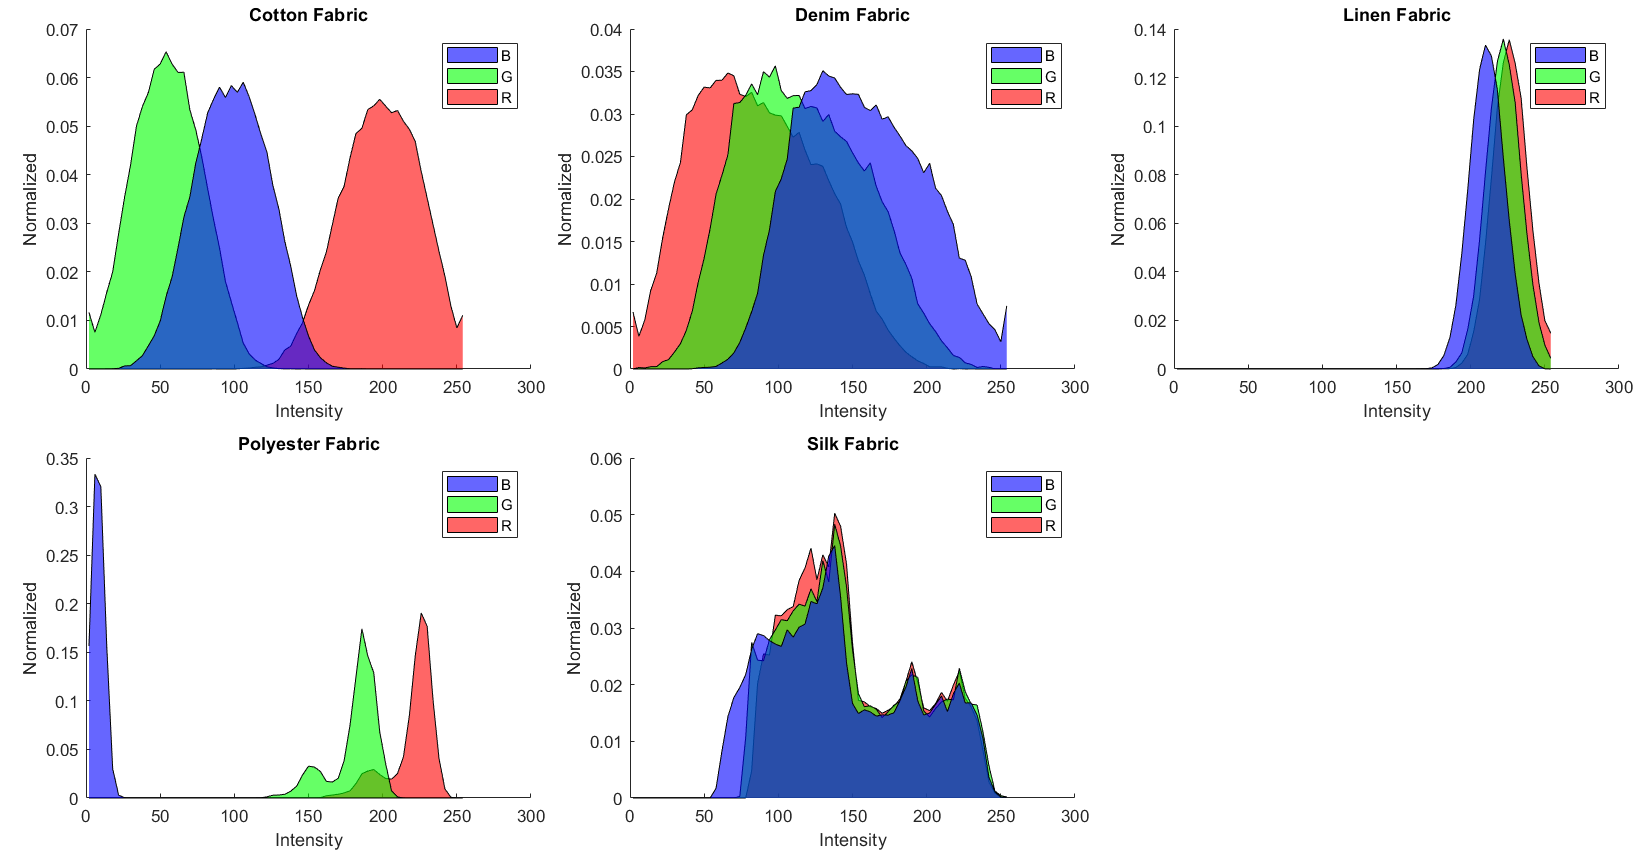 Cotton Fabric
0.07
0.06
0.05
0.04
0.03
0.02
0.01
0
Normalized
B
G
R
0 50 100 150 200 250 300
Intensity
Denim Fabric
0.04
0.035
0.03
0.025
0.02
0.015
0.01
0.005
0
Normalized
B
G
R
0 50 100 150 200 250 300
Intensity
Linen Fabric
0.14
0.12
0.1
0.08
0.06
0.04
0.02
0
Normalized
B
G
R
0 50 100 150 200 250 300
Intensity
Polyester Fabric
0.35
0.3
0.25
0.2
0.15
0.1
0.05
0
Normalized
B
G
R
0 50 100 150 200 250 300
Intensity
Silk Fabric
0.06
0.05
0.04
0.03
0.02
0.01
0
Normalized
B
G
R
0 50 100 150 200 250 300
Intensity